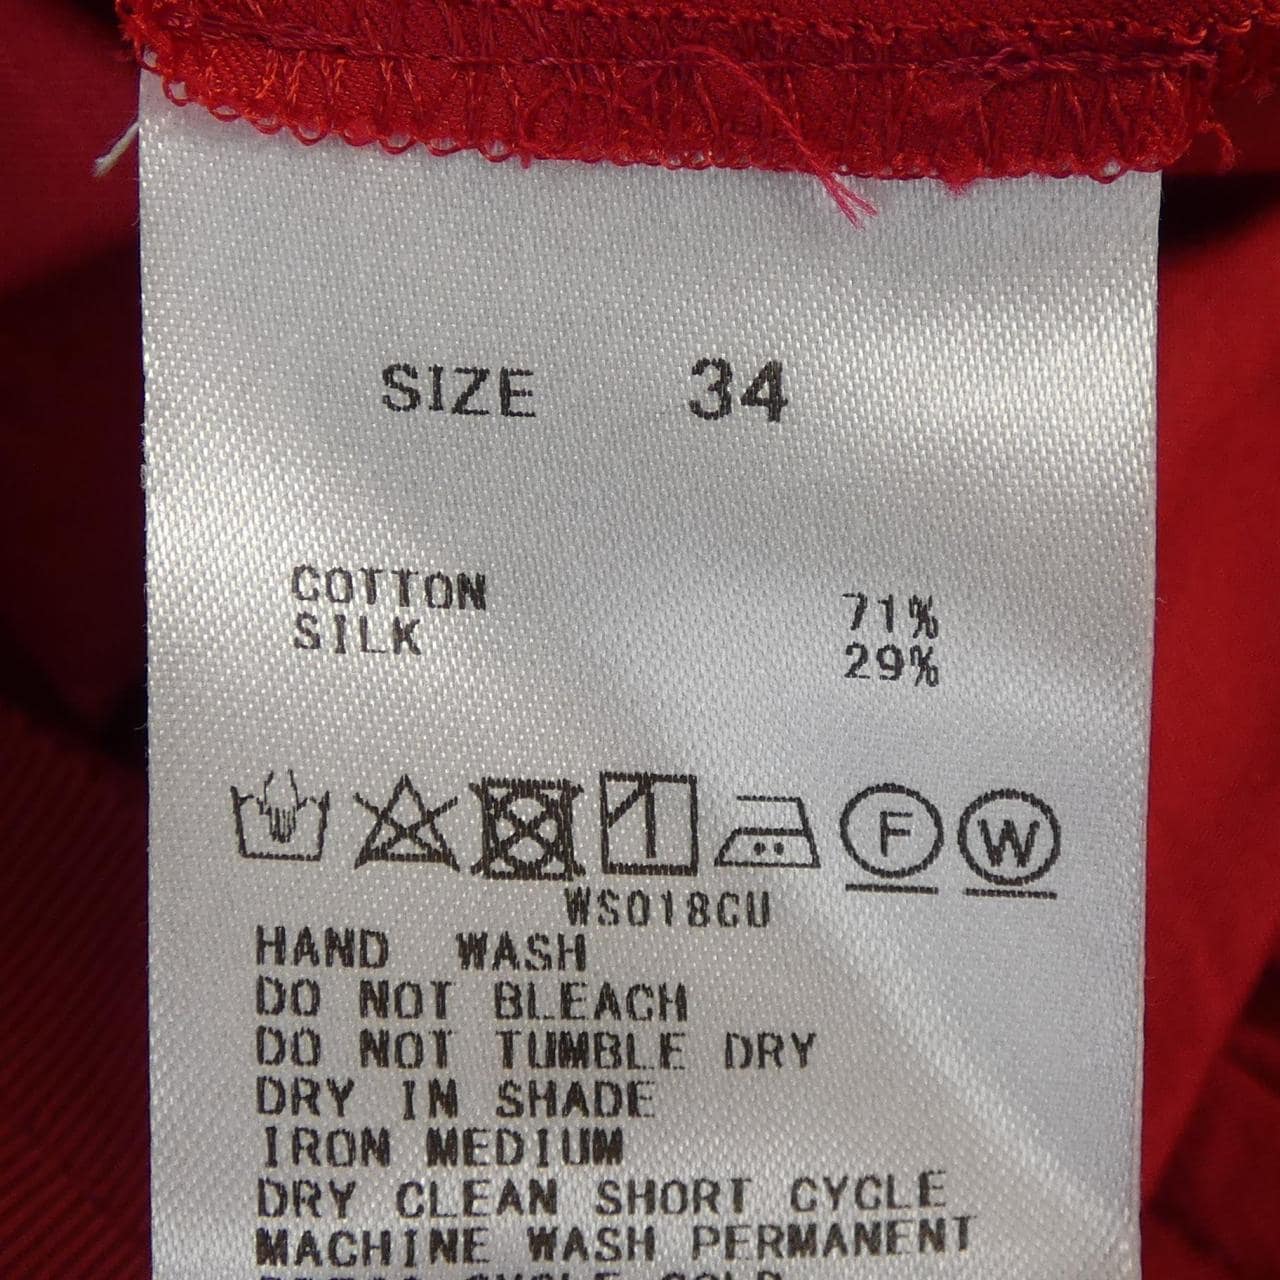 SIZE 34
COTTON 71%
SILK 29%
F W
WS018CU
HAND WASH
DO NOT BLEACH
DO NOT TUMBLE DRY
DRY IN SHADE
IRON MEDIUM
DRY CLEAN SHORT CYCLE
MACHINE WASH PERMANENT